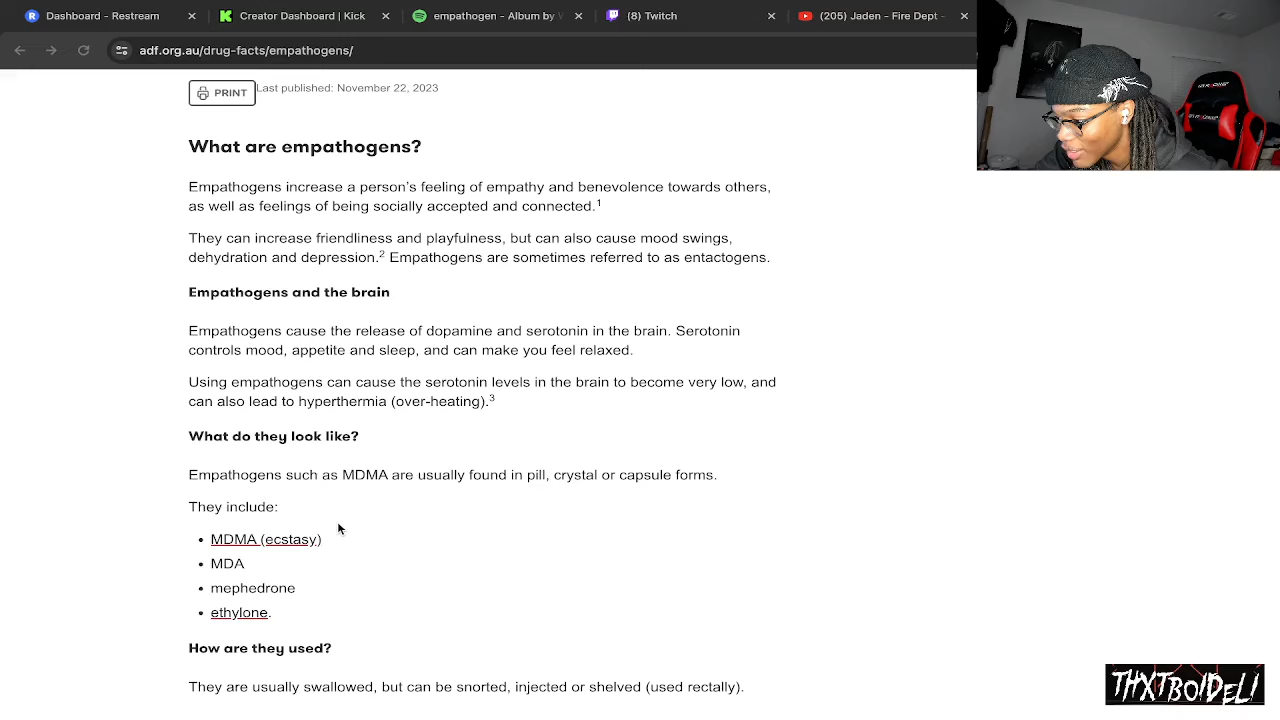 Dashboard - Restream
Creator Dashboard | Kick
empathogen - Album by
(8) Twitch
(205) Jaden - Fire Dept -
adf.org.au/drug-facts/empathogens/
PRINT
Last published: November 22, 2023
What are empathogens?
Empathogens increase a person's feeling of empathy and benevolence towards others,
as well as feelings of being socially accepted and connected.1
They can increase friendliness and playfulness, but can also cause mood swings,
dehydration and depression.2 Empathogens are sometimes referred to as entactogens.
Empathogens and the brain
Empathogens cause the release of dopamine and serotonin in the brain. Serotonin
controls mood, appetite and sleep, and can make you feel relaxed.
Using empathogens can cause the serotonin levels in the brain to become very low, and
can also lead to hyperthermia (over-heating).3
What do they look like?
Empathogens such as MDMA are usually found in pill, crystal or capsule forms.
They include:
MDMA (ecstasy)
MDA
mephedrone
ethylone.
How are they used?
They are usually swallowed, but can be snorted, injected or shelved (used rectally).
THXTBOIDELI